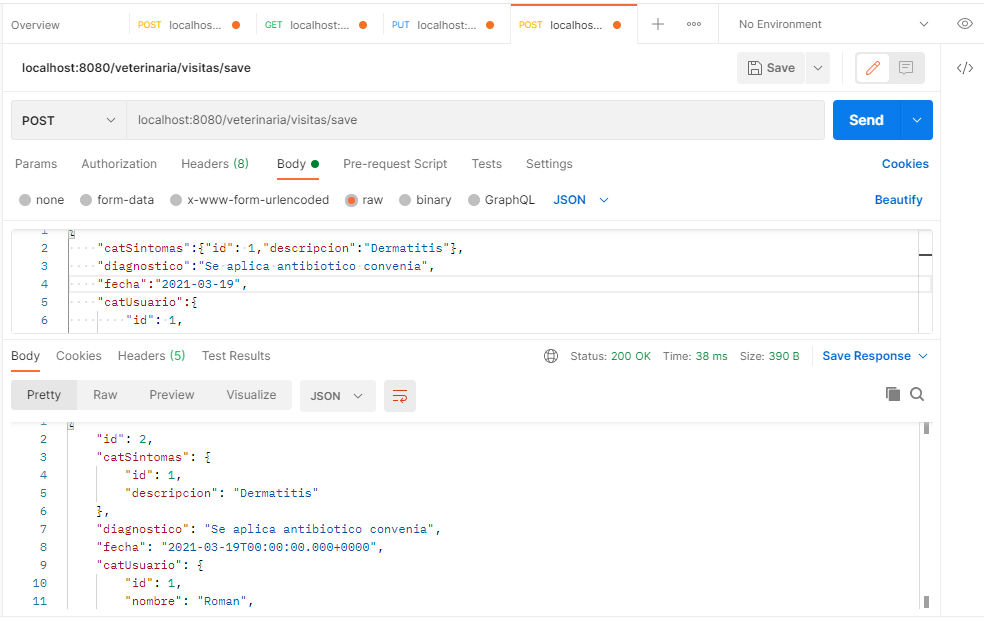 Overview POST localhos... GET localhost:... PUT localhost:... POST localhos... No Environment
localhost:8080/veterinaria/visitas/save Save
POST localhost:8080/veterinaria/visitas/save Send
Params Authorization Headers (8) Body Pre-request Script Tests Settings Cookies
none form-data x-www-form-urlencoded raw binary GraphQL JSON Beautify
1 {
2 "catSintomas":{"id": 1,"descripcion":"Dermatitis"},
3 "diagnostico":"Se aplica antibiotico convenia",
4 "fecha":"2021-03-19",
5 "catUsuario":{
6 "id": 1,
Body Cookies Headers (5) Test Results Status: 200 OK Time: 38 ms Size: 390 B Save Response
Pretty Raw Preview Visualize JSON
1 {
2 "id": 2,
3 "catSintomas": {
4 "id": 1,
5 "descripcion": "Dermatitis"
6 },
7 "diagnostico": "Se aplica antibiotico convenia",
8 "fecha": "2021-03-19T00:00:00.000+0000",
9 "catUsuario": {
10 "id": 1,
11 "nombre": "Roman",